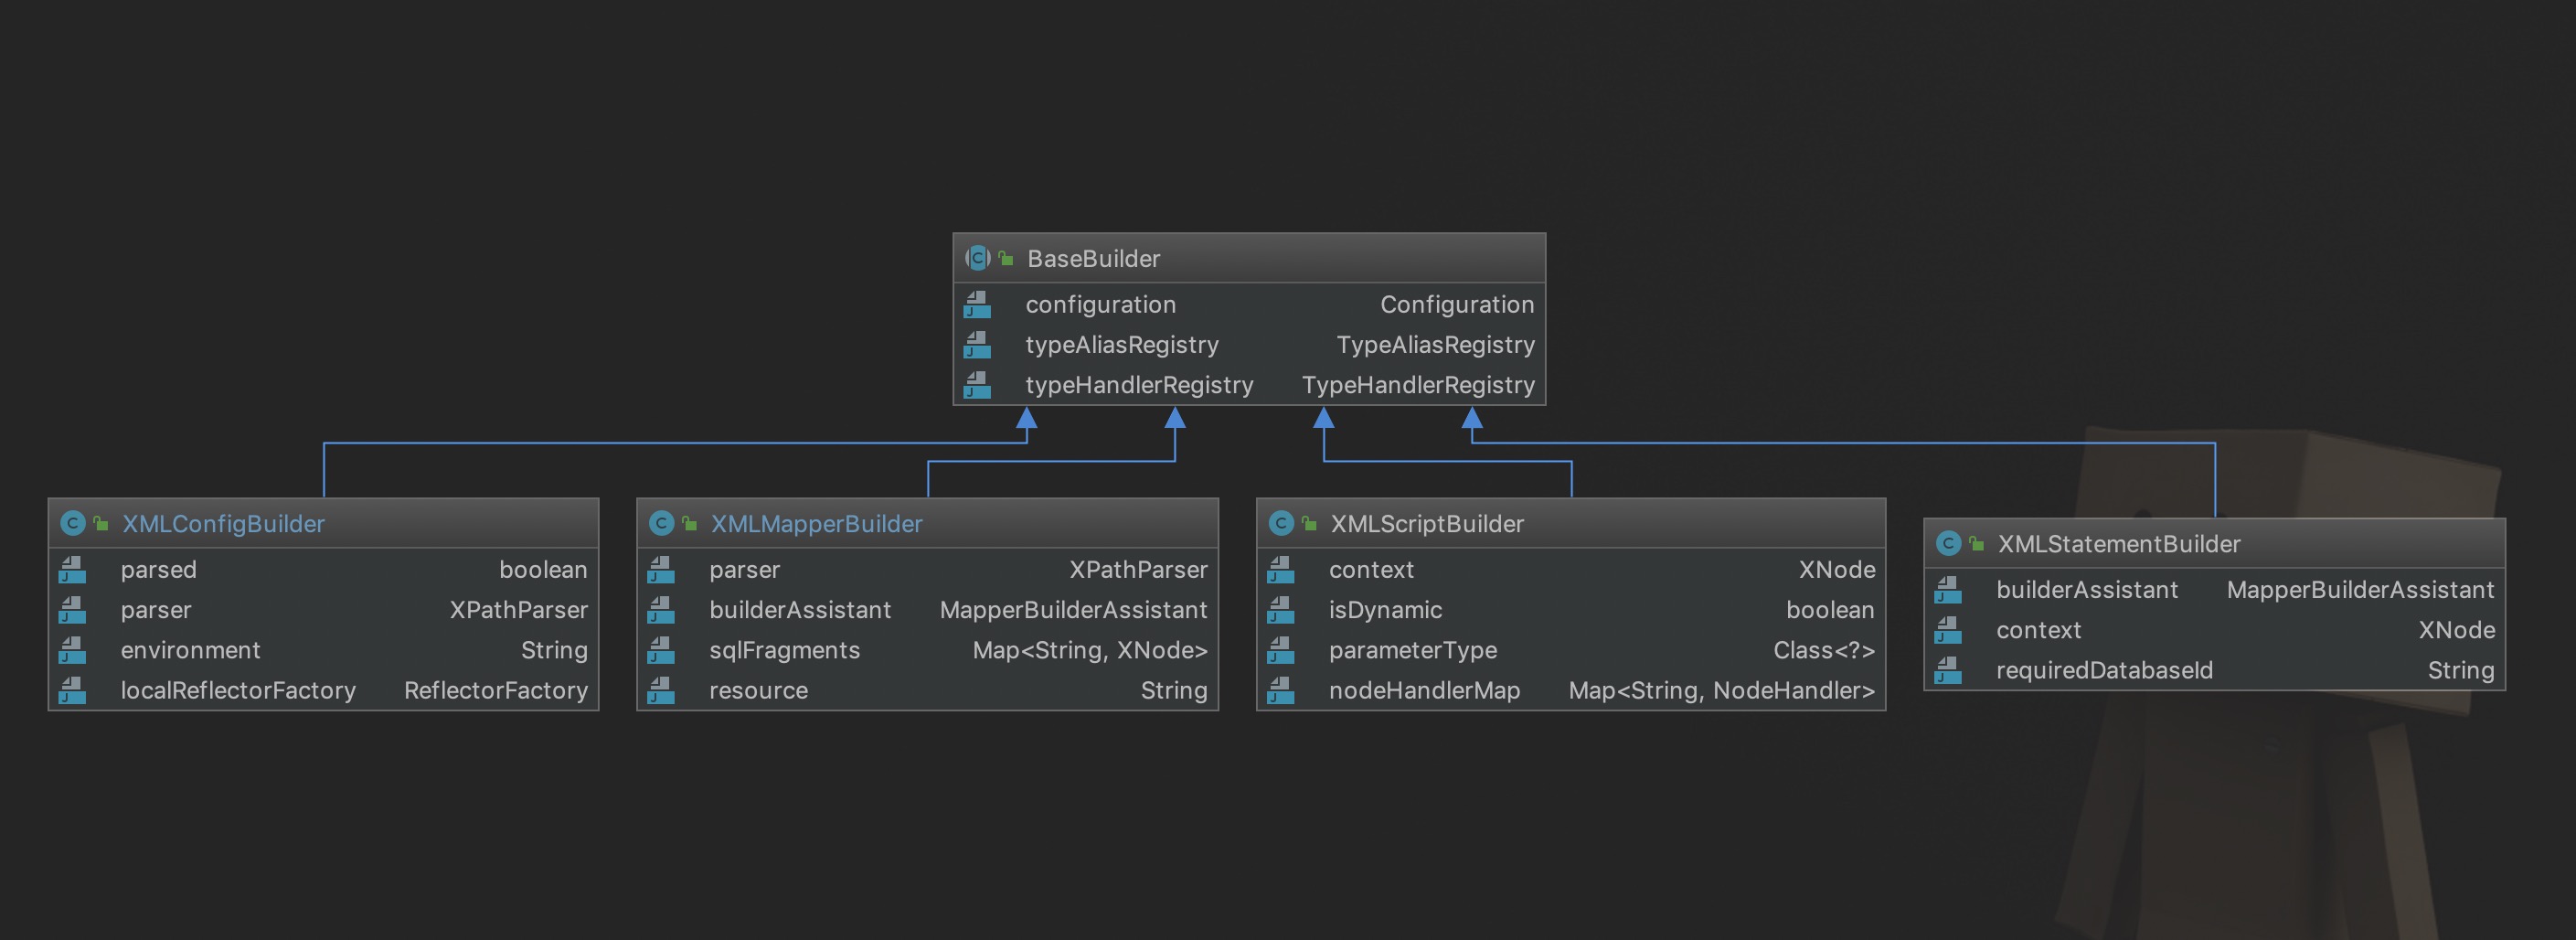 BaseBuilder
configuration Configuration
typeAliasRegistry TypeAliasRegistry
typeHandlerRegistry TypeHandlerRegistry
XMLConfigBuilder
parsed boolean
parser XPathParser
environment String
localReflectorFactory ReflectorFactory
XMLMapperBuilder
parser XPathParser
builderAssistant MapperBuilderAssistant
sqlFragments Map<String, XNode>
resource String
XMLScriptBuilder
context XNode
isDynamic boolean
parameterType Class<?>
nodeHandlerMap Map<String, NodeHandler>
XMLStatementBuilder
builderAssistant MapperBuilderAssistant
context XNode
requiredDatabaseId String